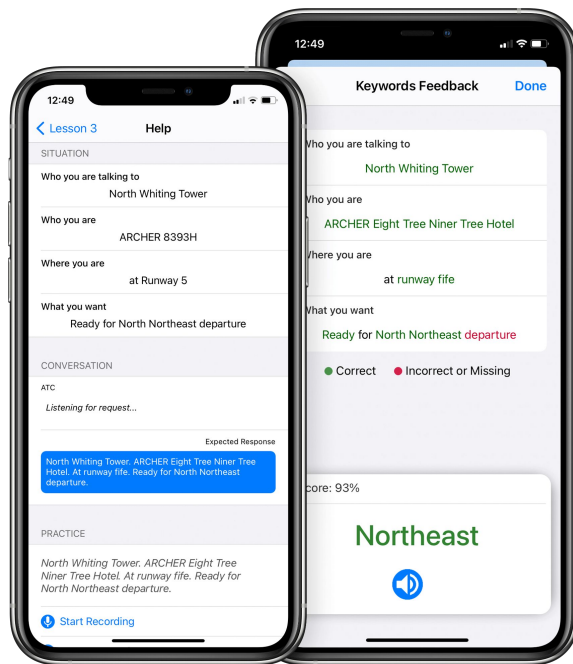 12:49
Lesson 3
Help
SITUATION
Who you are talking to
North Whiting Tower
Who you are
ARCHER 8393H
Where you are
at Runway 5
What you want
Ready for North Northeast departure
CONVERSATION
ATC
Listening for request...
Expected Response
North Whiting Tower. ARCHER Eight Tree Niner Tree
Hotel. At runway fife. Ready for North Northeast
departure.
PRACTICE
North Whiting Tower. ARCHER Eight Tree
Niner Tree Hotel. At runway fife. Ready for
North Northeast departure.
Start Recording
12:49
Keywords Feedback
Done
Who you are talking to
North Whiting Tower
Who you are
ARCHER Eight Tree Niner Tree Hotel
Where you are
at runway fife
What you want
Ready for North Northeast departure
Correct
Incorrect or Missing
core: 93%
Northeast